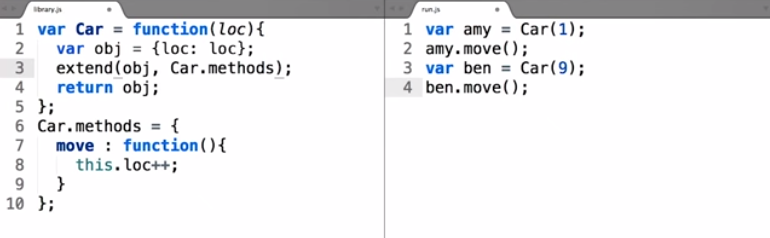 library.js
1 var Car = function(loc){
2 var obj = {loc: loc};
3 extend(obj, Car.methods);
4 return obj;
5 };
6 Car.methods = {
7 move : function(){
8 this.loc++;
9 }
10 };
run.js
1 var amy = Car(1);
2 amy.move();
3 var ben = Car(9);
4 ben.move();